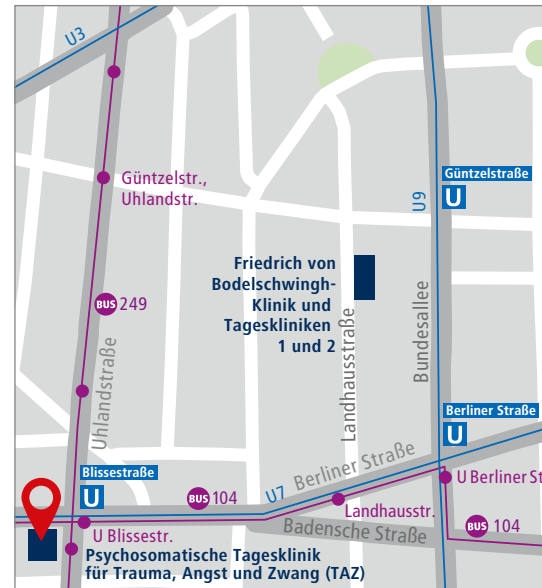 U3
Güntzelstr.,
Uhlandstr.
Güntzelstraße
U
U9
Friedrich von
Bodelschwingh-
Klinik und
Tageskliniken
1 und 2
BUS 249
Uhlandstraße
Landhausstraße
Bundesallee
Berliner Straße
U
Blissestraße
U
BUS 104
U7
Berliner Straße
U Berliner St
Landhausstr.
U Blissestr.
Badensche Straße
BUS 104
Psychosomatische Tagesklinik
für Trauma, Angst und Zwang (TAZ)